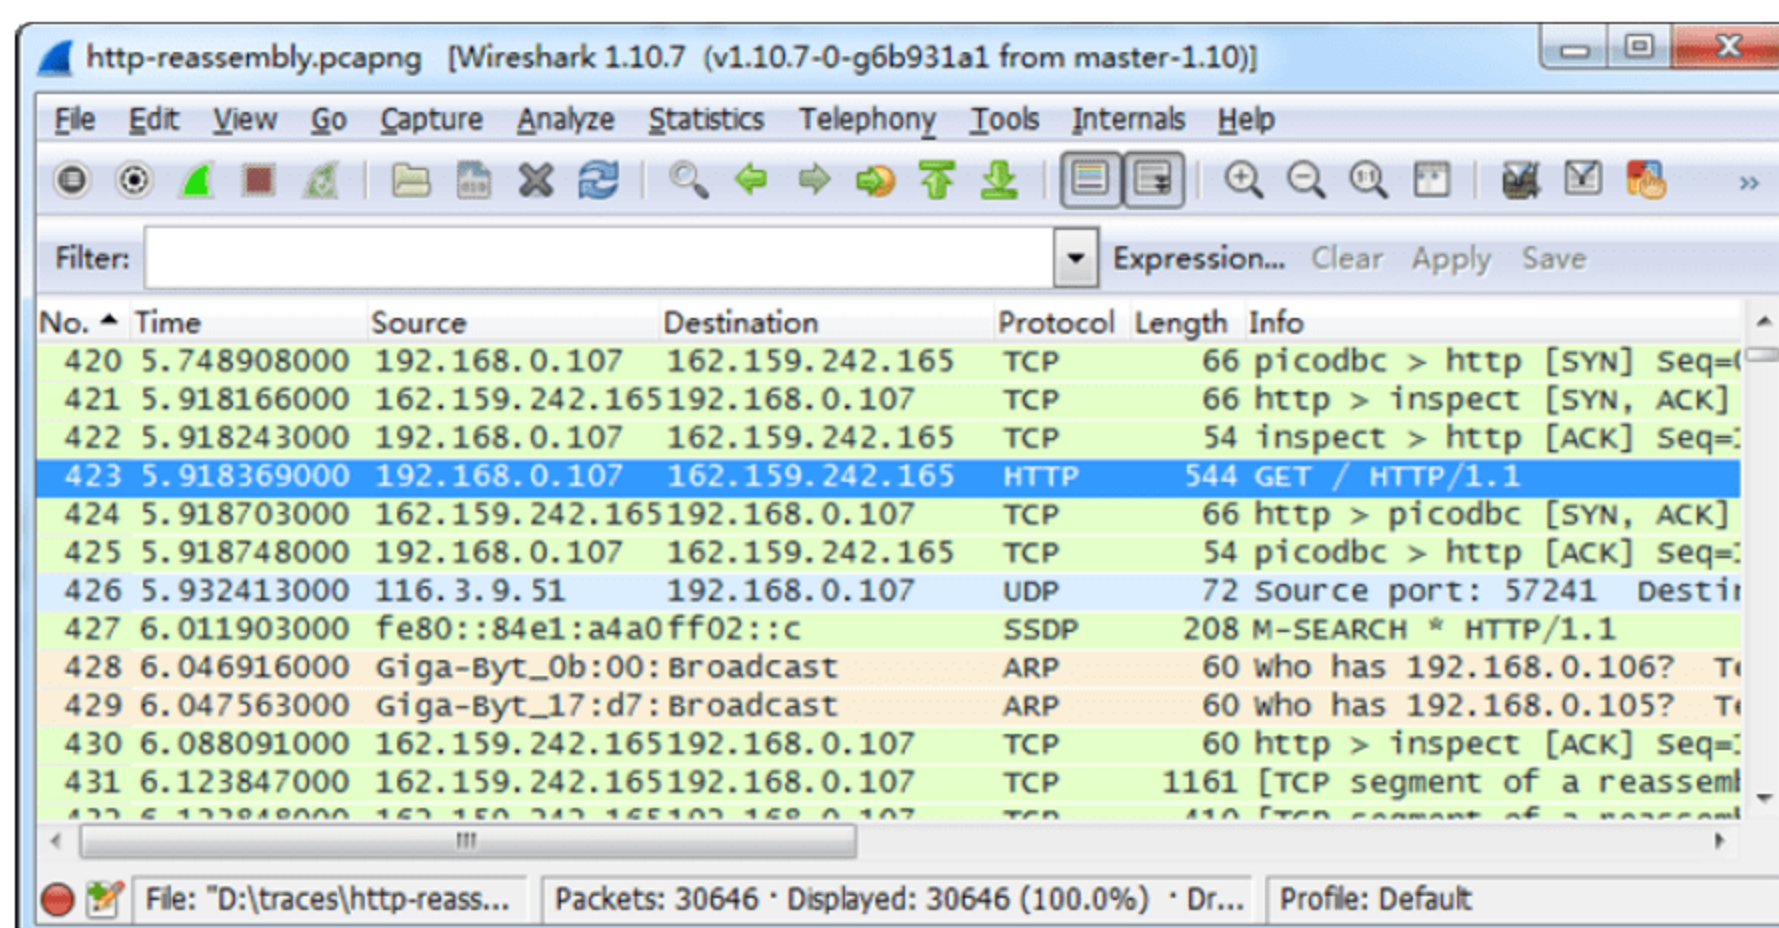 http-reassembly.pcapng [Wireshark 1.10.7 (v1.10.7-0-g6b931a1 from master-1.10)]
File Edit View Go Capture Analyze Statistics Telephony Tools Internals Help
Filter: Expression... Clear Apply Save
No. Time Source Destination Protocol Length Info
420 5.748908000 192.168.0.107 162.159.242.165 TCP 66 picodbc > http [SYN] Seq=
421 5.918166000 162.159.242.165 192.168.0.107 TCP 66 http > inspect [SYN, ACK]
422 5.918243000 192.168.0.107 162.159.242.165 TCP 54 inspect > http [ACK] Seq=
423 5.918369000 192.168.0.107 162.159.242.165 HTTP 544 GET / HTTP/1.1
424 5.918703000 162.159.242.165 192.168.0.107 TCP 66 http > picodbc [SYN, ACK]
425 5.918748000 192.168.0.107 162.159.242.165 TCP 54 picodbc > http [ACK] Seq=
426 5.932413000 116.3.9.51 192.168.0.107 UDP 72 Source port: 57241 Desti
427 6.011903000 fe80::84e1:a4a0 ff02::c SSDP 208 M-SEARCH * HTTP/1.1
428 6.046916000 Giga-Byt_0b:00: Broadcast ARP 60 Who has 192.168.0.106? T
429 6.047563000 Giga-Byt_17:d7: Broadcast ARP 60 Who has 192.168.0.105? T
430 6.088091000 162.159.242.165 192.168.0.107 TCP 60 http > inspect [ACK] Seq=
431 6.123847000 162.159.242.165 192.168.0.107 TCP 1161 [TCP segment of a reassem
File: "D:\traces\http-reass... Packets: 30646 · Displayed: 30646 (100.0%) · Dr... Profile: Default